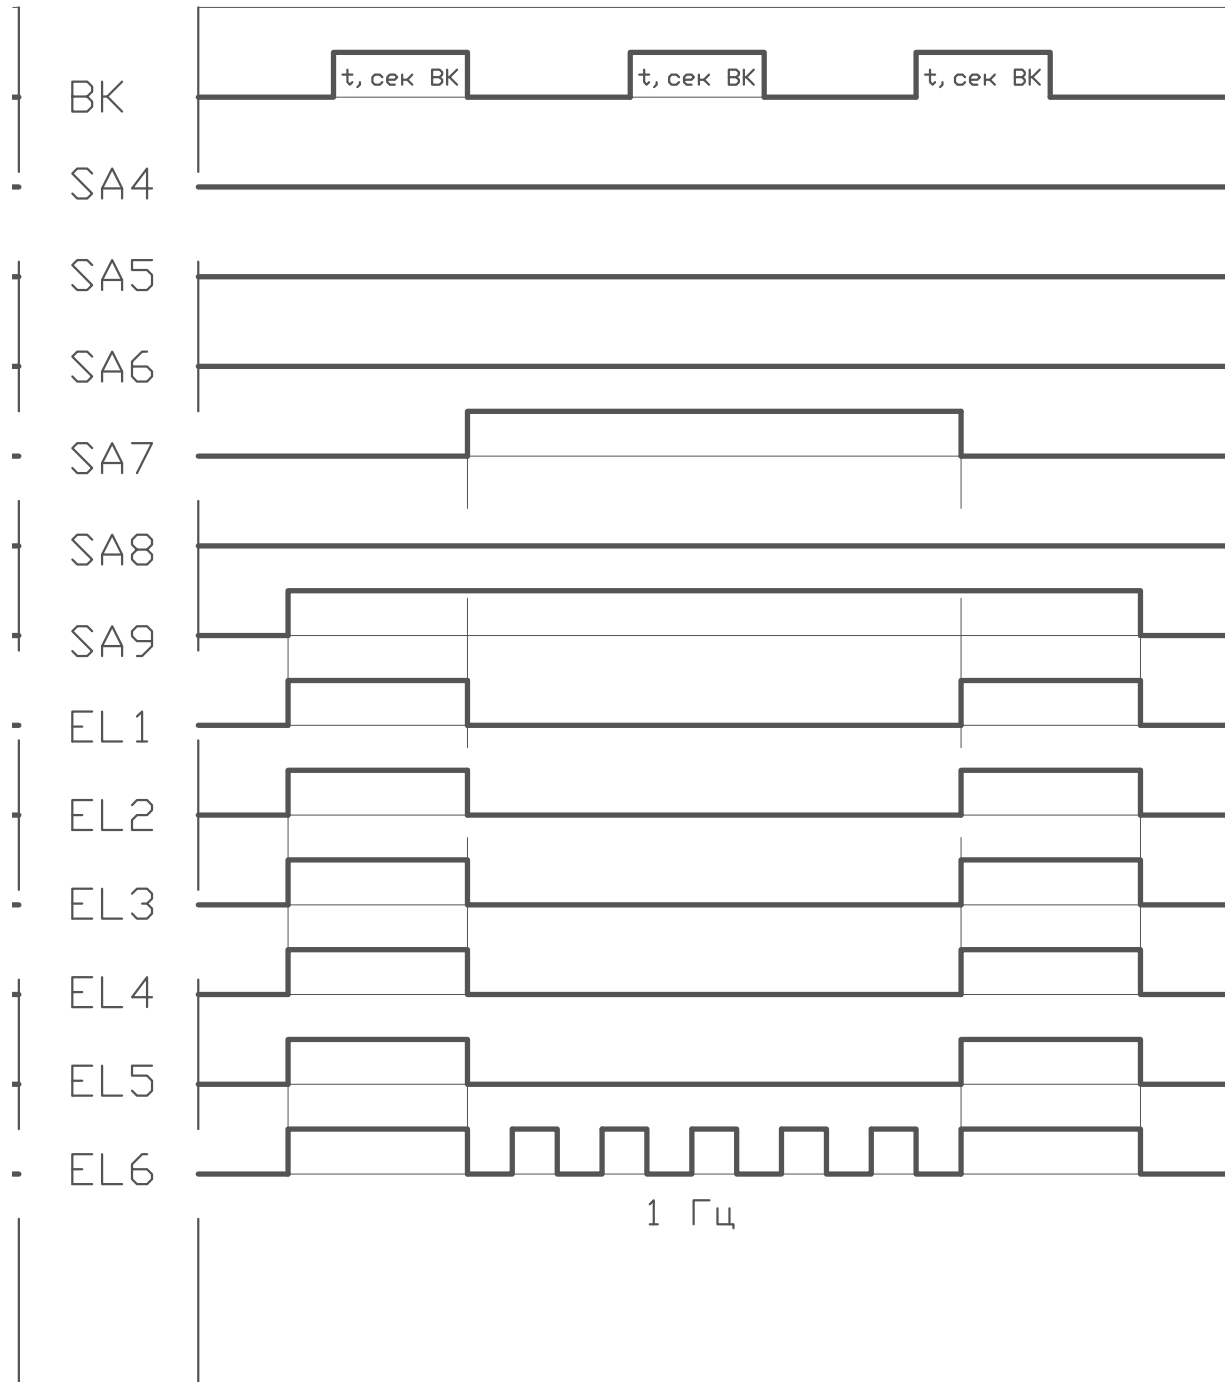 ВК
t, сек ВК t, сек ВК t, сек ВК
SA4
SA5
SA6
SA7
SA8
SA9
EL1
EL2
EL3
EL4
EL5
EL6
1 Гц